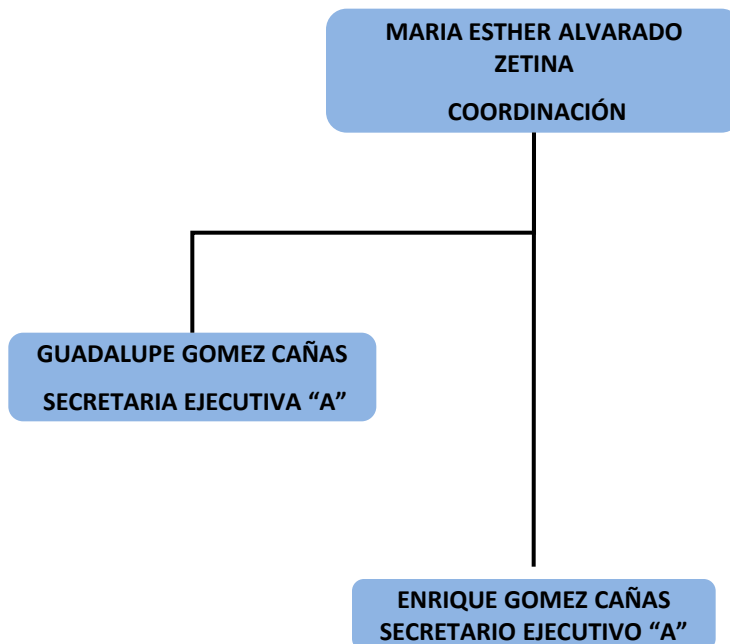 MARIA ESTHER ALVARADO
ZETINA
COORDINACIÓN
GUADALUPE GOMEZ CAÑAS
SECRETARIA EJECUTIVA “A”
ENRIQUE GOMEZ CAÑAS
SECRETARIO EJECUTIVO “A”